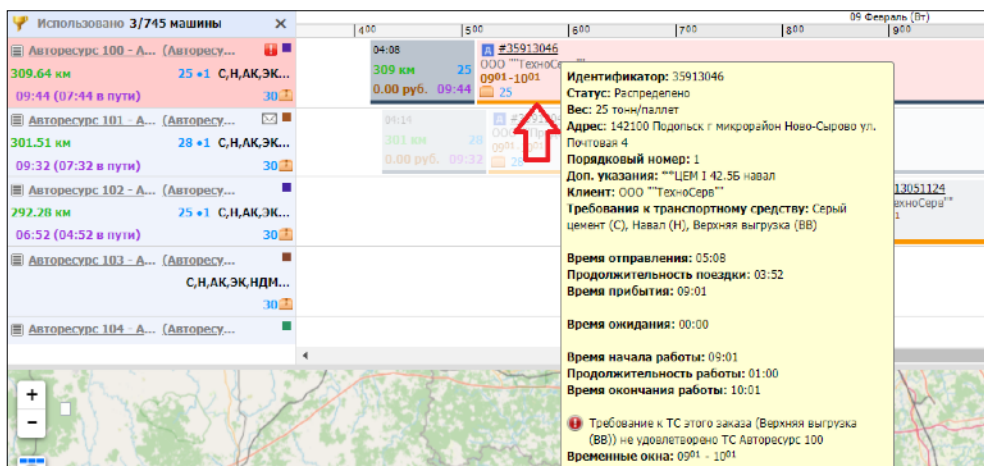 Использовано 3/745 машины
09 Февраль (Вт)
4⁰⁰ 5⁰⁰ 6⁰⁰ 7⁰⁰ 8⁰⁰ 9⁰⁰
Авторесурс 100 - А... (Авторесу...
309.64 км 25 •1 С,Н,АК,ЭК...
09:44 (07:44 в пути) 30
04:08
309 км 25
0.00 руб. 09:44
Д #35913046
ООО ""ТехноСе
09⁰¹-10⁰¹
25
Авторесурс 101 - А... (Авторесу...
301.51 км 28 •1 С,Н,АК,ЭК...
09:32 (07:32 в пути) 30
04:14
301 км 28
0.00 руб. 09:32
28
Авторесурс 102 - А... (Авторесу...
292.28 км 25 •1 С,Н,АК,ЭК...
06:52 (04:52 в пути) 30
13051124
ехноСерв""
Авторесурс 103 - А... (Авторесу...
С,Н,АК,ЭК,НДМ...
30
Авторесурс 104 - А... (Авторесу...
Идентификатор: 35913046
Статус: Распределено
Вес: 25 тонн/паллет
Адрес: 142100 Подольск г микрорайон Ново-Сырово ул.
Почтовая 4
Порядковый номер: 1
Доп. указания: ""ЦЕМ I 42.5Б навал
Клиент: ООО ""ТехноСерв""
Требования к транспортному средству: Серый
цемент (С), Навал (Н), Верхняя выгрузка (ВВ)
Время отправления: 05:08
Продолжительность поездки: 03:52
Время прибытия: 09:01
Время ожидания: 00:00
Время начала работы: 09:01
Продолжительность работы: 01:00
Время окончания работы: 10:01
Требование к ТС этого заказа (Верхняя выгрузка
(ВВ)) не удовлетворено ТС Авторесурс 100
Временные окна: 09⁰¹ - 10⁰¹
+
−